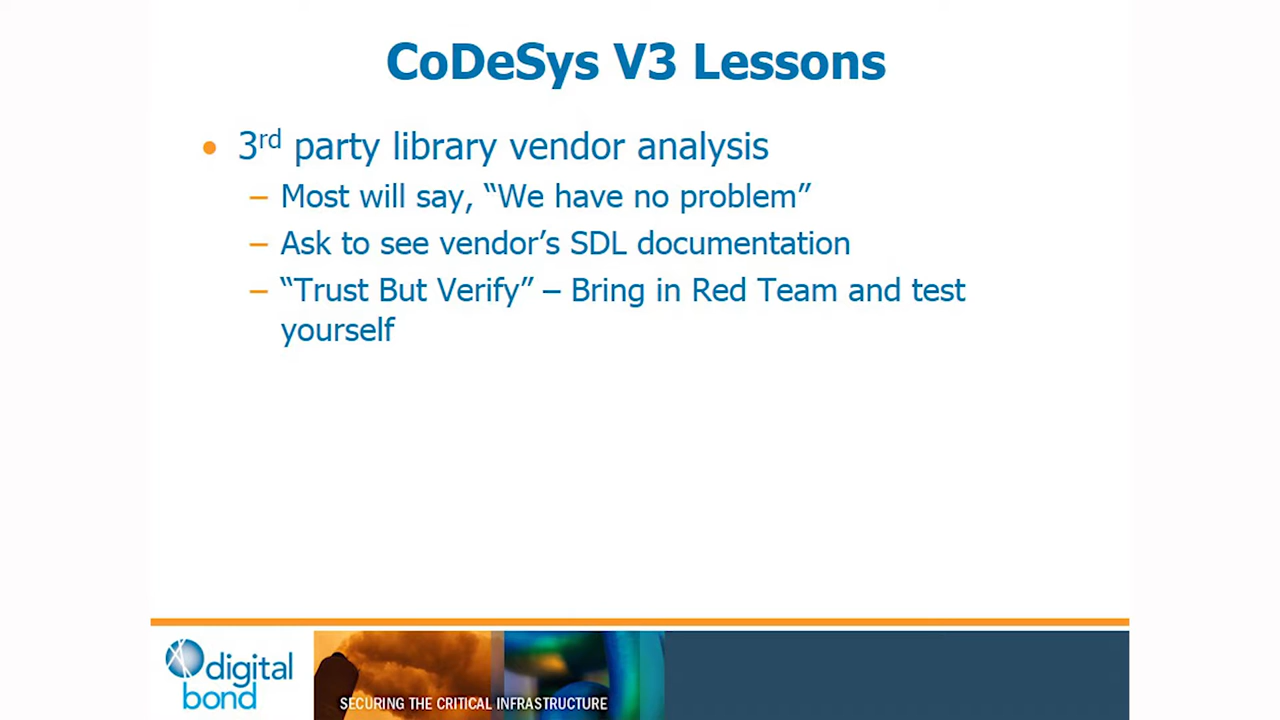 CoDeSys V3 Lessons
• 3rd party library vendor analysis
– Most will say, “We have no problem”
– Ask to see vendor’s SDL documentation
– “Trust But Verify” – Bring in Red Team and test
yourself
digital
bond
SECURING THE CRITICAL INFRASTRUCTURE